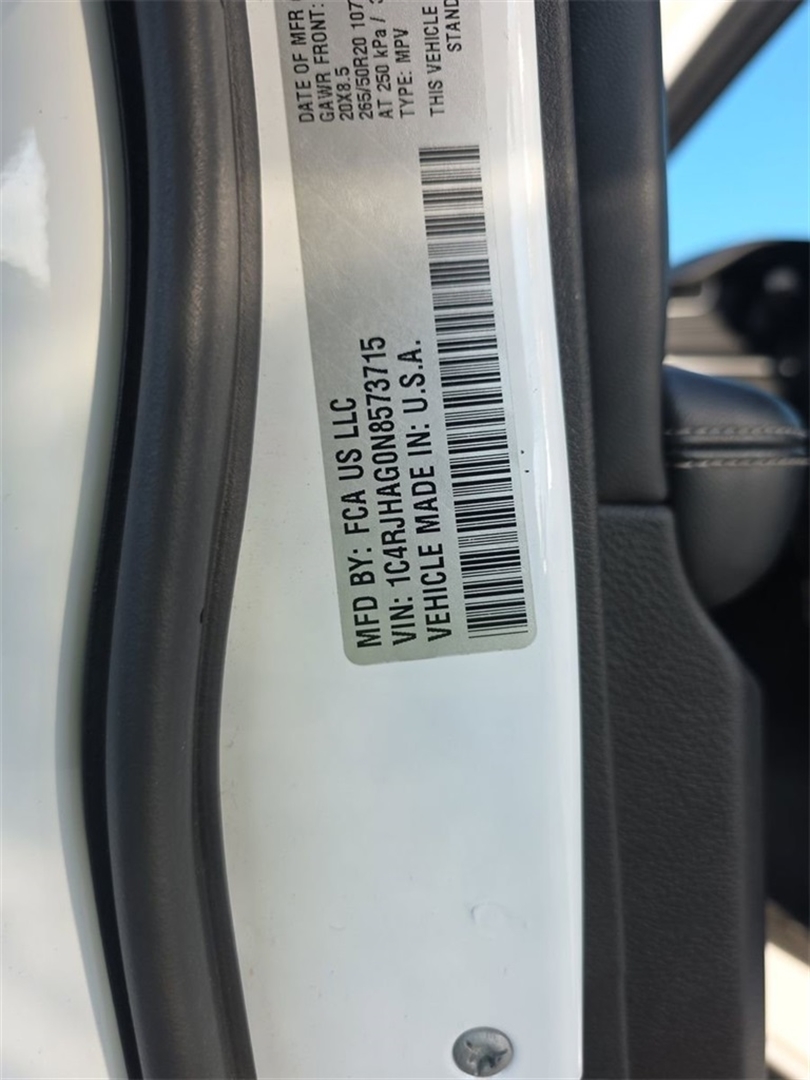 DATE OF MFR
GAWR FRONT:
20X8.5
265/50R20 107
AT 250 kPa /
TYPE: MPV
THIS VEHICLE
STAND
MFD BY: FCA US LLC
VIN: 1C4RJHAG0N8573715
VEHICLE MADE IN: U.S.A.